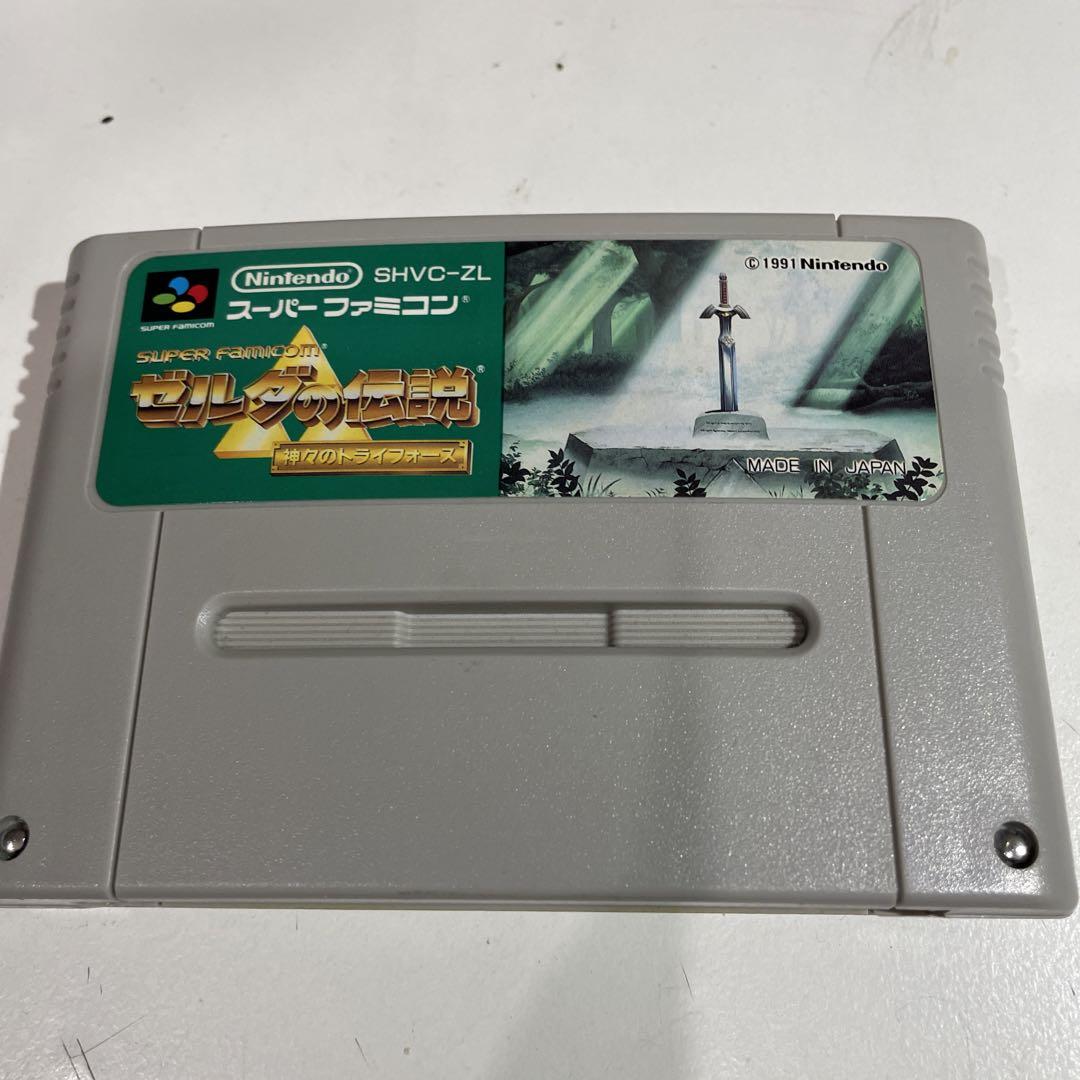 SUPER FAMICOM
Nintendo SHVC-ZL
スーパーファミコン®
SUPER FAMICOM®
ゼルダの伝説®
神々のトライフォース
©1991 Nintendo
MADE IN JAPAN